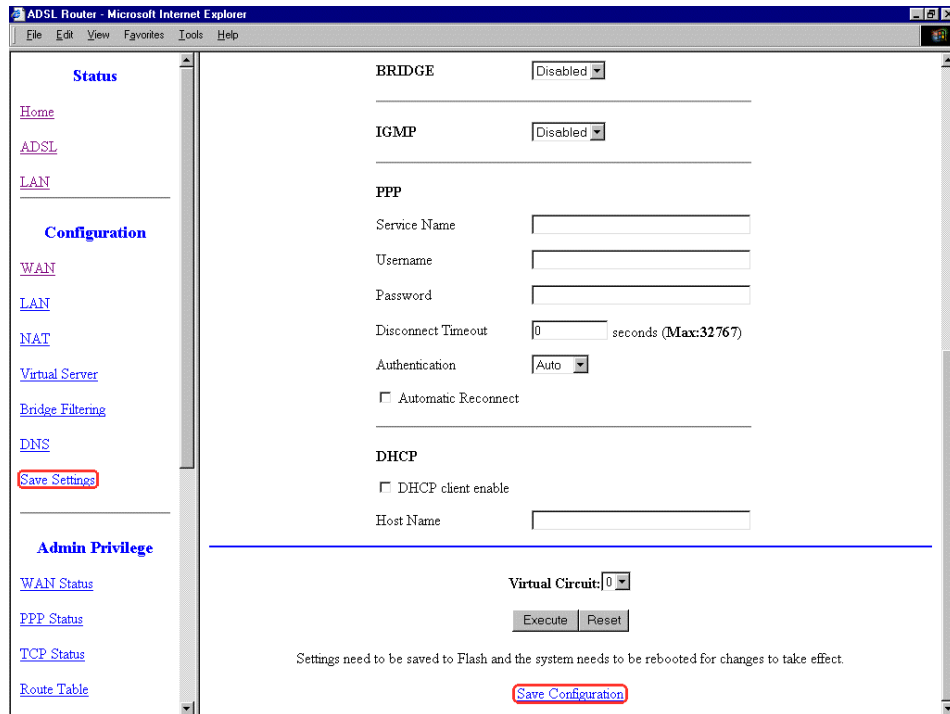 ADSL Router - Microsoft Internet Explorer
File Edit View Favorites Tools Help
Status
Home
ADSL
LAN
Configuration
WAN
LAN
NAT
Virtual Server
Bridge Filtering
DNS
Save Settings
Admin Privilege
WAN Status
PPP Status
TCP Status
Route Table
BRIDGE Disabled
IGMP Disabled
PPP
Service Name
Username
Password
Disconnect Timeout 0 seconds (Max:32767)
Authentication Auto
Automatic Reconnect
DHCP
DHCP client enable
Host Name
Virtual Circuit: 0
Execute Reset
Settings need to be saved to Flash and the system needs to be rebooted for changes to take effect.
Save Configuration